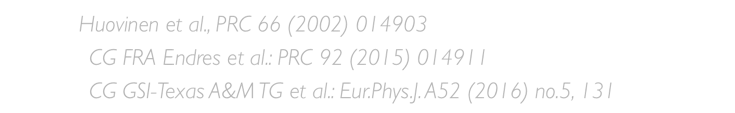 Huovinen et al., PRC 66 (2002) 014903
CG FRA Endres et al.: PRC 92 (2015) 014911
CG GSI-Texas A&M TG et al.: Eur.Phys.J. A52 (2016) no.5, 131